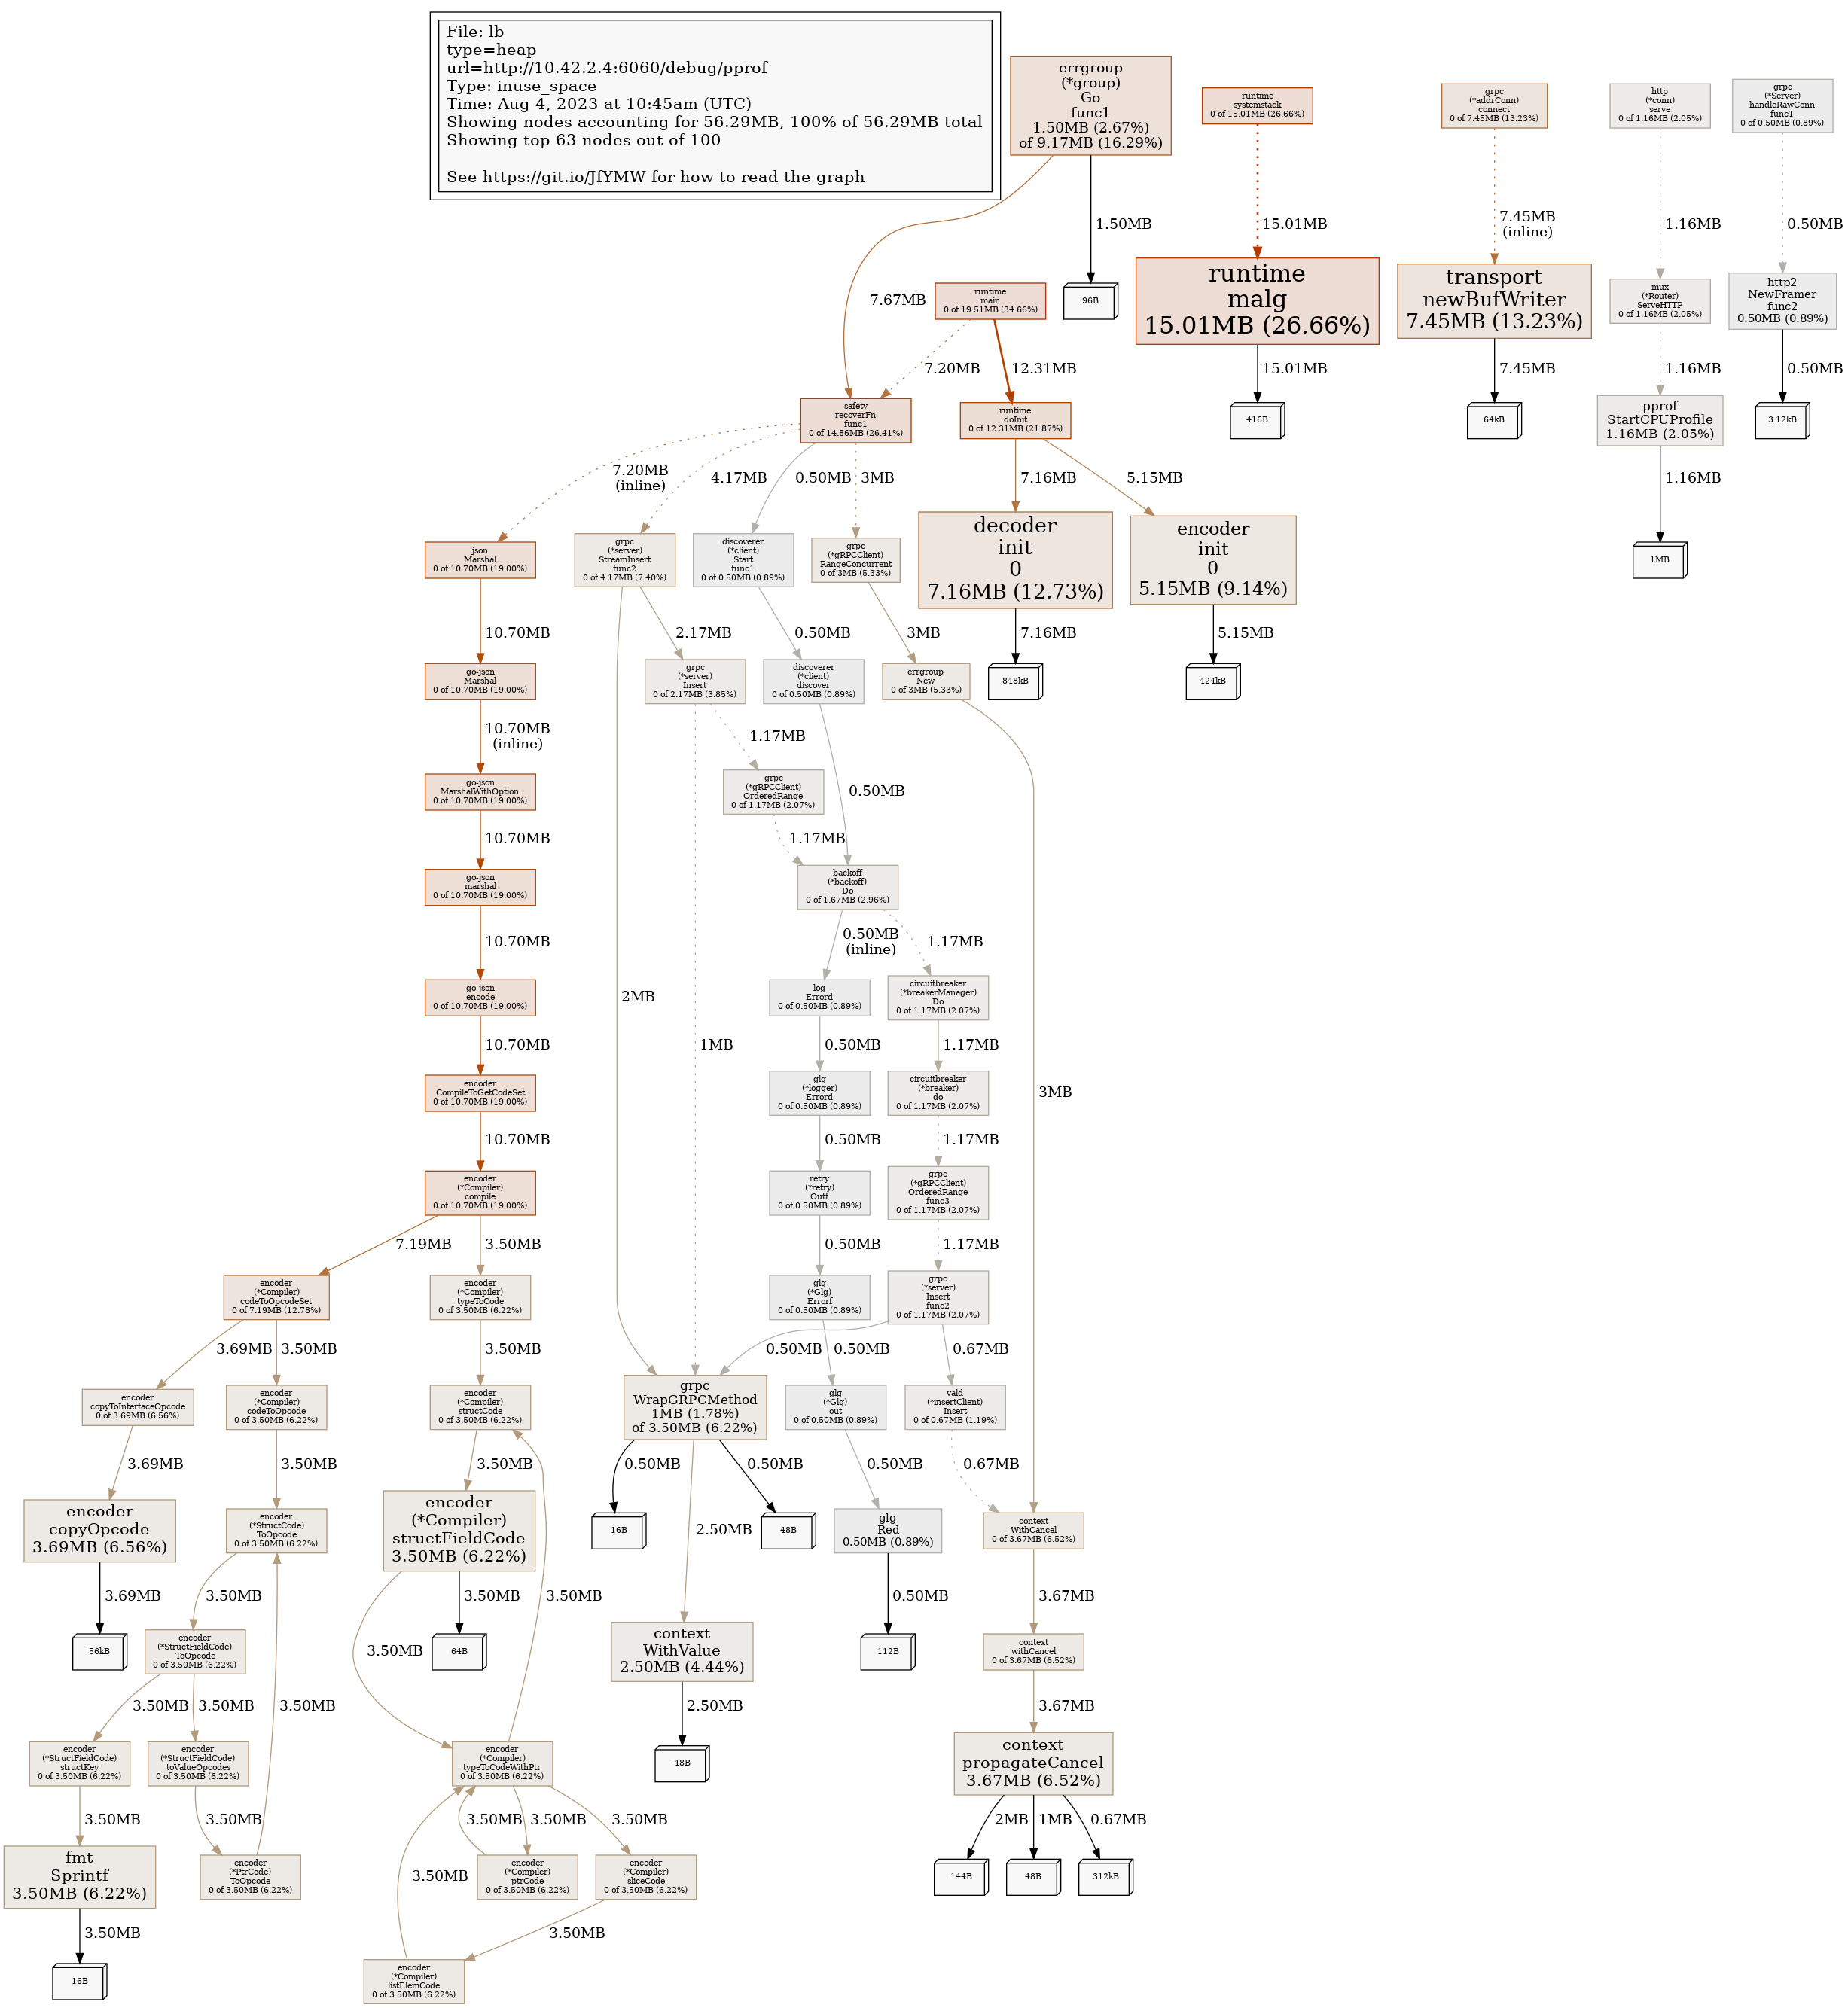 File: lb
type=heap
url=http://10.42.2.4:6060/debug/pprof
Type: inuse_space
Time: Aug 4, 2023 at 10:45am (UTC)
Showing nodes accounting for 56.29MB, 100% of 56.29MB total
Showing top 63 nodes out of 100
See https://git.io/JfYMW for how to read the graph
errgroup
(*group)
Go
func1
1.50MB (2.67%)
of 9.17MB (16.29%)
runtime
systemstack
0 of 15.01MB (26.66%)
grpc
(*addrConn)
connect
0 of 7.45MB (13.23%)
http
(*conn)
serve
0 of 1.16MB (2.05%)
grpc
(*Server)
handleRawConn
func1
0 of 0.50MB (0.89%)
1.50MB
15.01MB
7.45MB
(inline)
1.16MB
0.50MB
7.67MB
runtime
main
0 of 19.51MB (34.66%)
96B
runtime
malg
15.01MB (26.66%)
transport
newBufWriter
7.45MB (13.23%)
mux
(*Router)
ServeHTTP
0 of 1.16MB (2.05%)
http2
NewFramer
func2
0.50MB (0.89%)
7.20MB
12.31MB
15.01MB
7.45MB
1.16MB
0.50MB
safety
recoverFn
func1
0 of 14.86MB (26.41%)
runtime
doInit
0 of 12.31MB (21.87%)
416B
64kB
pprof
StartCPUProfile
1.16MB (2.05%)
3.12kB
7.20MB
(inline)
4.17MB
0.50MB
3MB
7.16MB
5.15MB
1.16MB
json
Marshal
0 of 10.70MB (19.00%)
grpc
(*server)
StreamInsert
func2
0 of 4.17MB (7.40%)
discoverer
(*client)
Start
func1
0 of 0.50MB (0.89%)
grpc
(*gRPCClient)
RangeConcurrent
0 of 3MB (5.33%)
decoder
init
0
7.16MB (12.73%)
encoder
init
0
5.15MB (9.14%)
1MB
10.70MB
2.17MB
0.50MB
3MB
7.16MB
5.15MB
go-json
Marshal
0 of 10.70MB (19.00%)
grpc
(*server)
Insert
0 of 2.17MB (3.85%)
discoverer
(*client)
discover
0 of 0.50MB (0.89%)
errgroup
New
0 of 3MB (5.33%)
848kB
424kB
10.70MB
(inline)
1.17MB
0.50MB
go-json
MarshalWithOption
0 of 10.70MB (19.00%)
grpc
(*gRPCClient)
OrderedRange
0 of 1.17MB (2.07%)
10.70MB
1.17MB
go-json
marshal
0 of 10.70MB (19.00%)
backoff
(*backoff)
Do
0 of 1.67MB (2.96%)
10.70MB
0.50MB
(inline)
1.17MB
2MB
go-json
encode
0 of 10.70MB (19.00%)
log
Errord
0 of 0.50MB (0.89%)
circuitbreaker
(*breakerManager)
Do
0 of 1.17MB (2.07%)
10.70MB
1MB
0.50MB
1.17MB
3MB
encoder
CompileToGetCodeSet
0 of 10.70MB (19.00%)
glg
(*logger)
Errord
0 of 0.50MB (0.89%)
circuitbreaker
(*breaker)
do
0 of 1.17MB (2.07%)
10.70MB
0.50MB
1.17MB
encoder
(*Compiler)
compile
0 of 10.70MB (19.00%)
retry
(*retry)
Outf
0 of 0.50MB (0.89%)
grpc
(*gRPCClient)
OrderedRange
func3
0 of 1.17MB (2.07%)
7.19MB
3.50MB
0.50MB
1.17MB
encoder
(*Compiler)
codeToOpcodeSet
0 of 7.19MB (12.78%)
encoder
(*Compiler)
typeToCode
0 of 3.50MB (6.22%)
glg
(*Glg)
Errorf
0 of 0.50MB (0.89%)
grpc
(*server)
Insert
func2
0 of 1.17MB (2.07%)
3.69MB
3.50MB
3.50MB
0.50MB
0.50MB
0.67MB
encoder
copyToInterfaceOpcode
0 of 3.69MB (6.56%)
encoder
(*Compiler)
codeToOpcode
0 of 3.50MB (6.22%)
encoder
(*Compiler)
structCode
0 of 3.50MB (6.22%)
grpc
WrapGRPCMethod
1MB (1.78%)
of 3.50MB (6.22%)
glg
(*Glg)
out
0 of 0.50MB (0.89%)
vald
(*insertClient)
Insert
0 of 0.67MB (1.19%)
3.69MB
3.50MB
3.50MB
0.50MB
0.50MB
0.50MB
0.67MB
encoder
copyOpcode
3.69MB (6.56%)
encoder
(*StructCode)
ToOpcode
0 of 3.50MB (6.22%)
encoder
(*Compiler)
structFieldCode
3.50MB (6.22%)
16B
2.50MB
48B
glg
Red
0.50MB (0.89%)
context
WithCancel
0 of 3.67MB (6.52%)
3.69MB
3.50MB
3.50MB
3.50MB
0.50MB
3.67MB
56kB
encoder
(*StructFieldCode)
ToOpcode
0 of 3.50MB (6.22%)
3.50MB
64B
context
WithValue
2.50MB (4.44%)
112B
context
withCancel
0 of 3.67MB (6.52%)
3.50MB
3.50MB
3.50MB
2.50MB
3.67MB
encoder
(*StructFieldCode)
structKey
0 of 3.50MB (6.22%)
encoder
(*StructFieldCode)
toValueOpcodes
0 of 3.50MB (6.22%)
encoder
(*Compiler)
typeToCodeWithPtr
0 of 3.50MB (6.22%)
48B
context
propagateCancel
3.67MB (6.52%)
3.50MB
3.50MB
3.50MB
3.50MB
3.50MB
2MB
1MB
0.67MB
fmt
Sprintf
3.50MB (6.22%)
encoder
(*PtrCode)
ToOpcode
0 of 3.50MB (6.22%)
3.50MB
encoder
(*Compiler)
ptrCode
0 of 3.50MB (6.22%)
encoder
(*Compiler)
sliceCode
0 of 3.50MB (6.22%)
144B
48B
312kB
3.50MB
3.50MB
16B
encoder
(*Compiler)
listElemCode
0 of 3.50MB (6.22%)